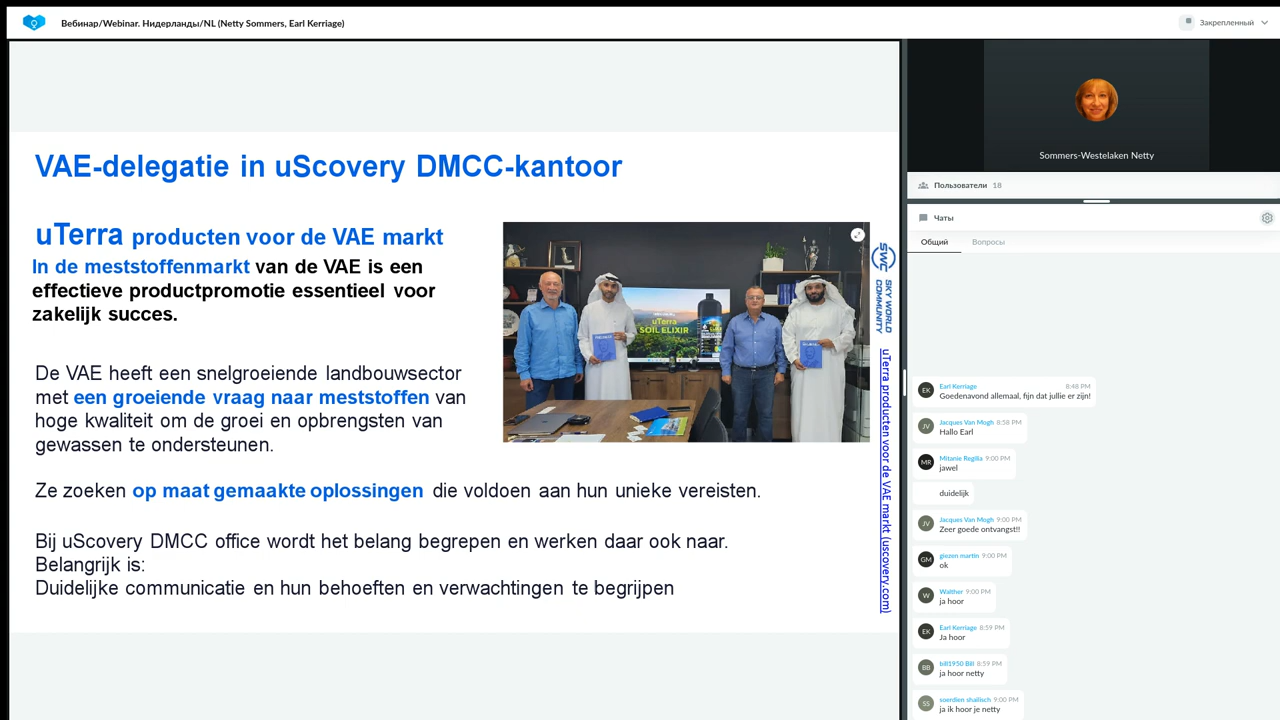 Вебинар/Webinar. Нидерланды/NL (Netty Sommers, Earl Kerriage)
Закрепленный
VAE-delegatie in uScovery DMCC-kantoor
uTerra producten voor de VAE markt
In de meststoffenmarkt van de VAE is een
effectieve productpromotie essentieel voor
zakelijk succes.
De VAE heeft een snelgroeiende landbouwsector
met een groeiende vraag naar meststoffen van
hoge kwaliteit om de groei en opbrengsten van
gewassen te ondersteunen.
Ze zoeken op maat gemaakte oplossingen die voldoen aan hun unieke vereisten.
Bij uScovery DMCC office wordt het belang begrepen en werken daar ook naar.
Belangrijk is:
Duidelijke communicatie en hun behoeften en verwachtingen te begrijpen
uTerra
SOIL ELIXIR
SWC SKY WORLD
COMMUNITY
uTerra producten voor de VAE markt (uscovery.com)
Sommers-Westelaken Netty
Пользователи 18
Чаты
Общий
Вопросы
EK
Earl Kerriage 8:48 PM
Goedenavond allemaal, fijn dat jullie er zijn!
JV
Jacques Van Mogh 8:58 PM
Hallo Earl
MR
Mitanie Regilia 9:00 PM
jawel
duidelijk
JV
Jacques Van Mogh 9:00 PM
Zeer goede ontvangst!!
GM
giezen martin 9:00 PM
ok
W
Walther 9:00 PM
ja hoor
EK
Earl Kerriage 8:59 PM
Ja hoor
BB
bill1950 Bill 8:59 PM
ja hoor netty
SS
soerdien shailisch 9:00 PM
ja ik hoor je netty